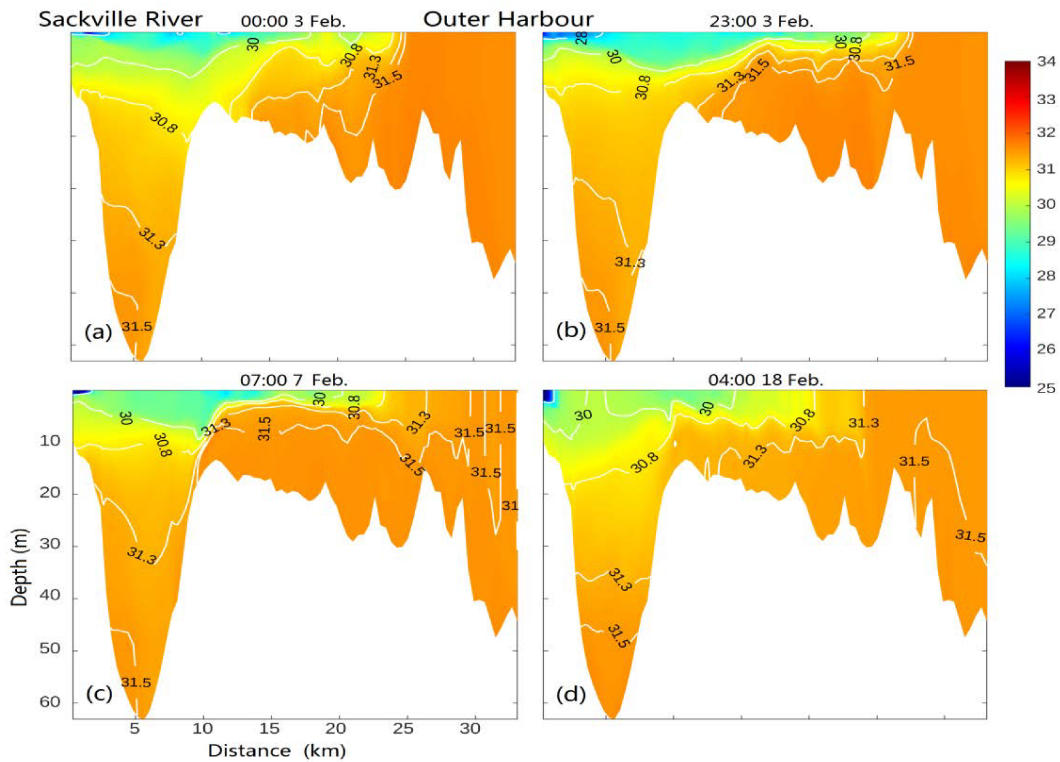 Sackville River 00:00 3 Feb. Outer Harbour 23:00 3 Feb.
30 30.8 31.3 31.5 30.8 31.3 31.5 (a)
28 30 30.8 31.3 31.5 30 30.8 31.5 31.3 31.5 (b)
34
33
32
31
30
29
28
27
26
25
07:00 7 Feb. 04:00 18 Feb.
30 30.8 31.3 31.5 30 30.8 31.3 31.5 31.5 31.5 31 31.3 31.5 (c)
30 30.8 30 30.8 31.3 31.3 31.5 31.5 31.3 31.5 (d)
10
20
30
40
50
60
Depth (m)
5 10 15 20 25 30
Distance (km)